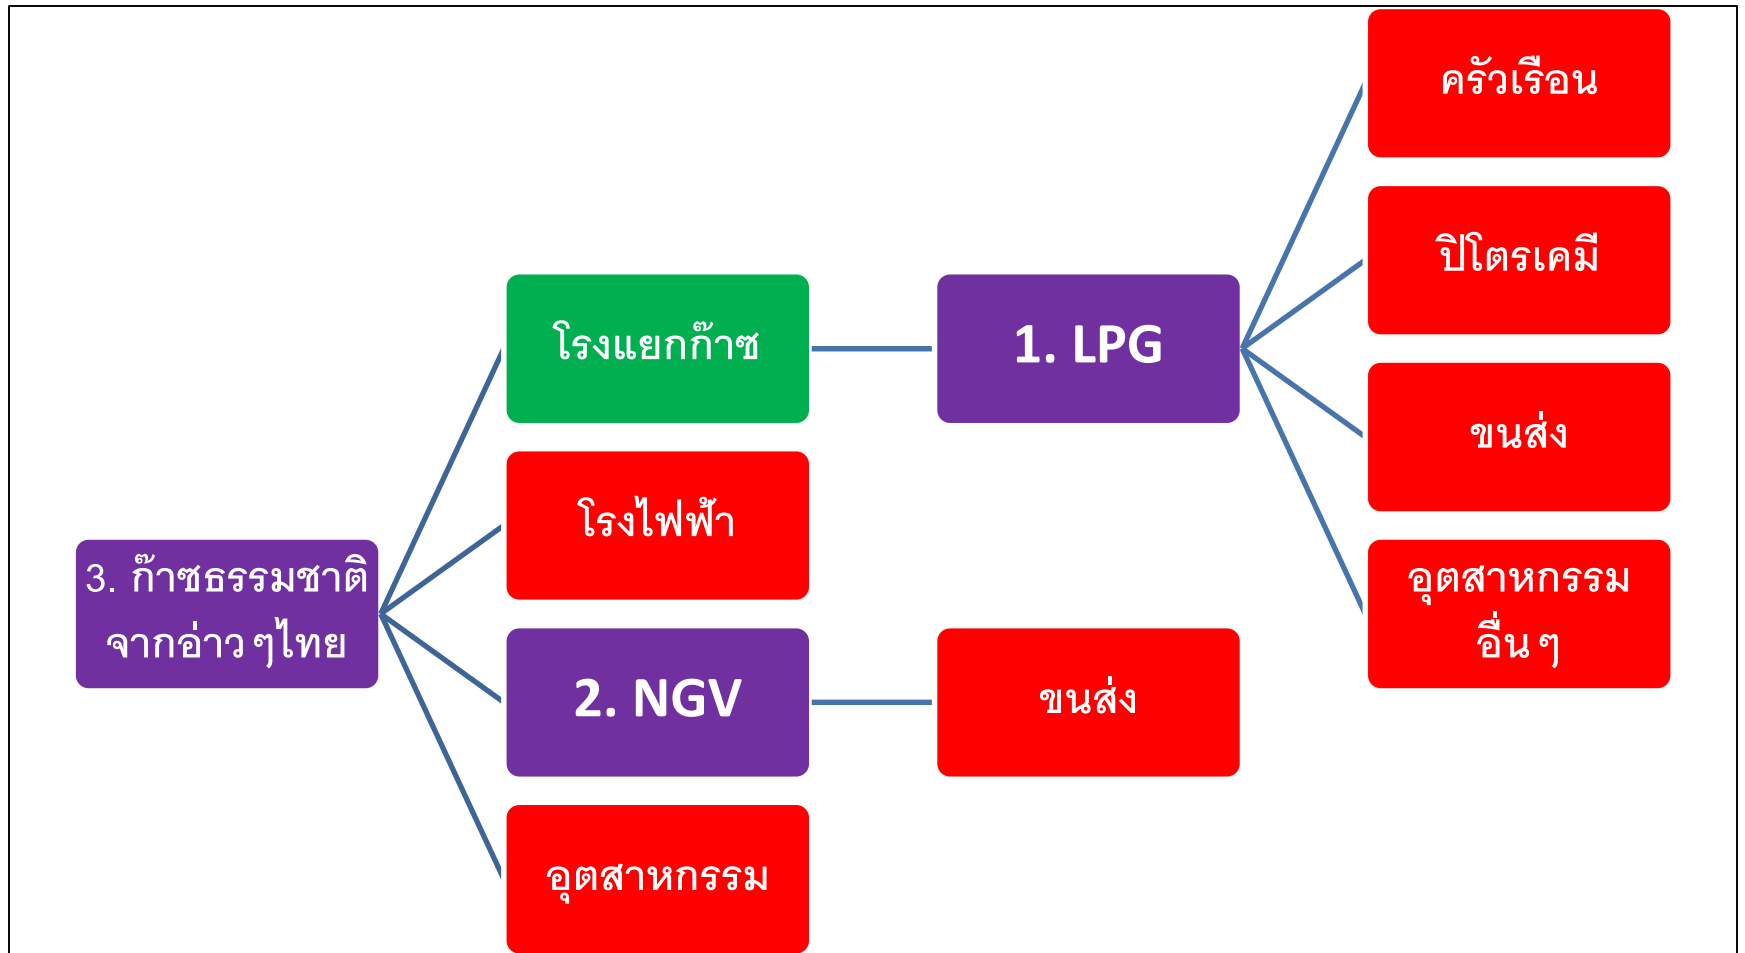 3. ก๊าซธรรมชาติ
จากอ่าวๆไทย
โรงแยกก๊าซ
โรงไฟฟ้า
2. NGV
อุตสาหกรรม
1. LPG
ขนส่ง
ครัวเรือน
ปิโตรเคมี
ขนส่ง
อุตสาหกรรม
อื่นๆ